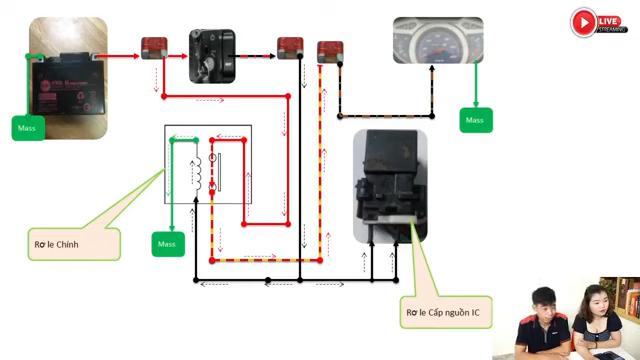 LIVE
STREAMING
Mass
Mass
Rơ le Chính
Mass
Rơ le Cấp nguồn IC